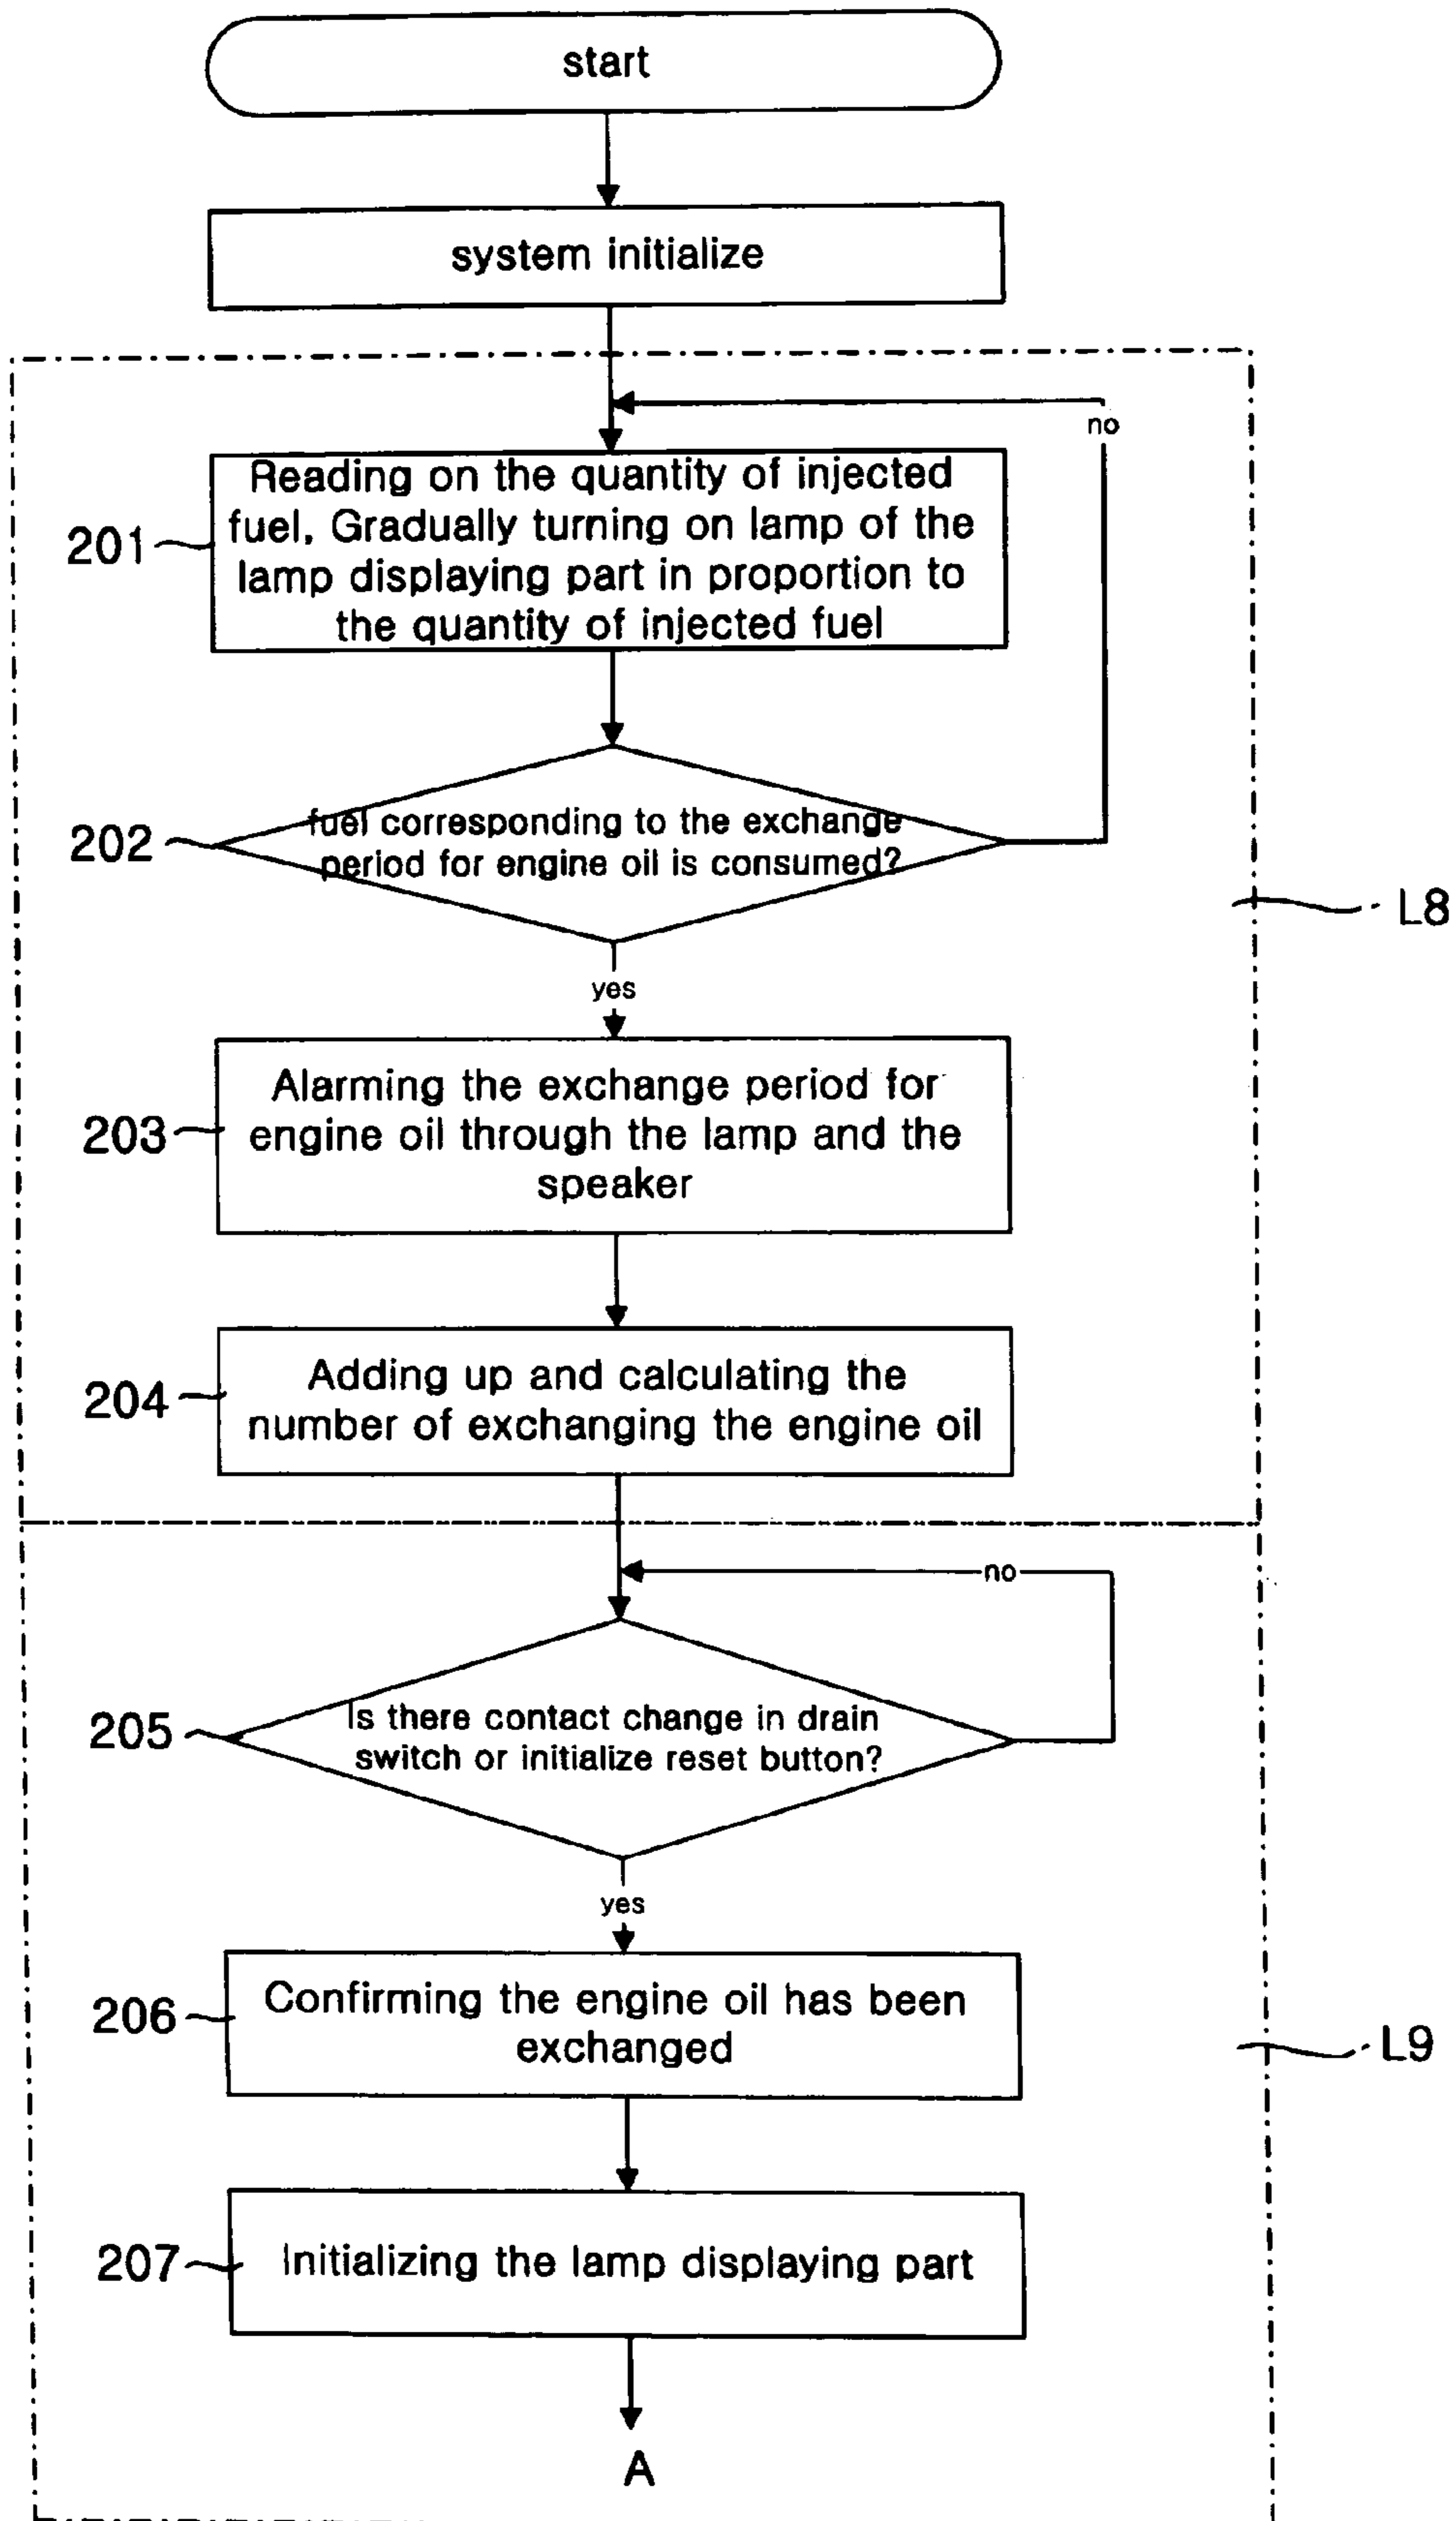 start
system initialize
no
Reading on the quantity of injected
fuel, Gradually turning on lamp of the
lamp displaying part in proportion to
the quantity of injected fuel
201
fuel corresponding to the exchange
period for engine oil is consumed?
202
L8
yes
Alarming the exchange period for
engine oil through the lamp and the
speaker
203
Adding up and calculating the
number of exchanging the engine oil
204
no
Is there contact change in drain
switch or initialize reset button?
205
yes
Confirming the engine oil has been
exchanged
206
L9
Initializing the lamp displaying part
207
A